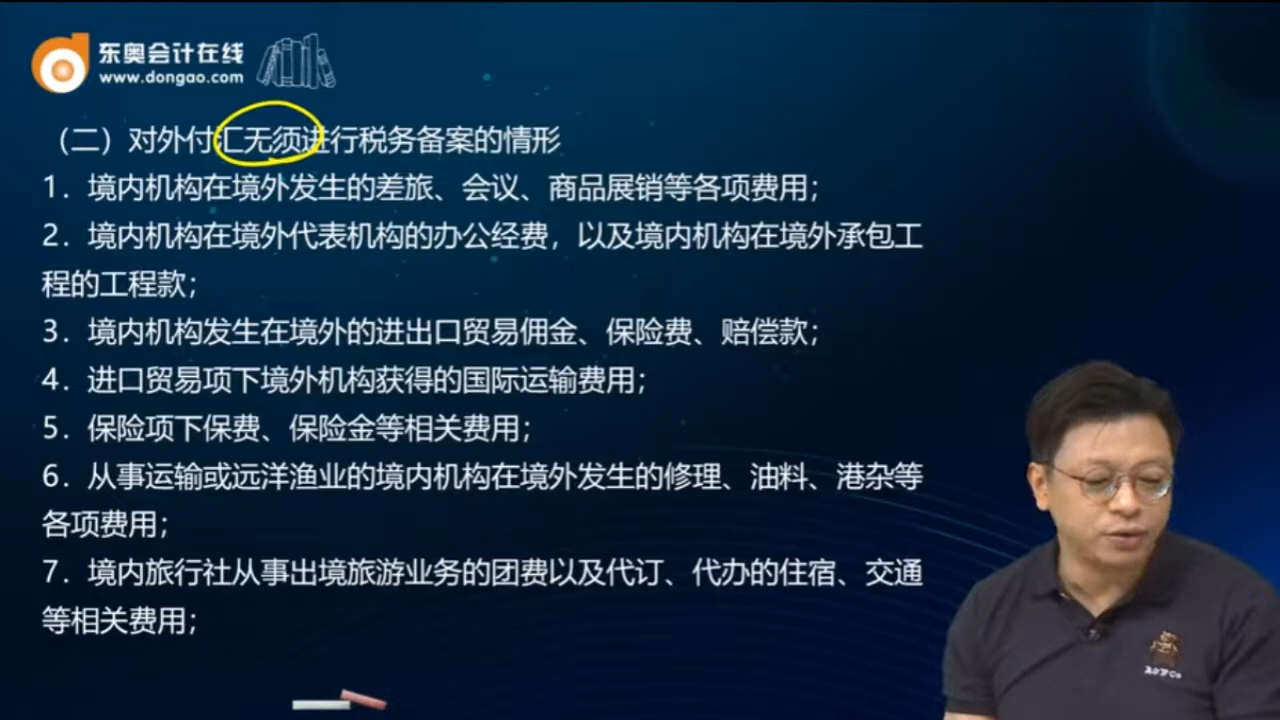 东奥会计在线
www.dongao.com
（二）对外付汇无须进行税务备案的情形
1．境内机构在境外发生的差旅、会议、商品展销等各项费用；
2．境内机构在境外代表机构的办公经费，以及境内机构在境外承包工
程的工程款；
3．境内机构发生在境外的进出口贸易佣金、保险费、赔偿款；
4．进口贸易项下境外机构获得的国际运输费用；
5．保险项下保费、保险金等相关费用；
6．从事运输或远洋渔业的境内机构在境外发生的修理、油料、港杂等
各项费用；
7．境内旅行社从事出境旅游业务的团费以及代订、代办的住宿、交通
等相关费用；